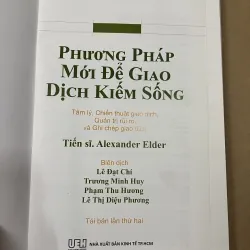 PHƯƠNG PHÁP
MỚI ĐỂ GIAO
DỊCH KIẾM SỐNG
Tâm lý, Chiến thuật giao dịch,
Quản trị rủi ro
và Ghi chép giao dịch
Tiến sĩ. Alexander Elder
Biên dịch
Lê Đạt Chí
Trương Minh Huy
Phạm Thu Hương
Lê Thị Diệu Phương
Tái bản lần thứ hai
UEH NHÀ XUẤT BẢN KINH TẾ TP.HCM